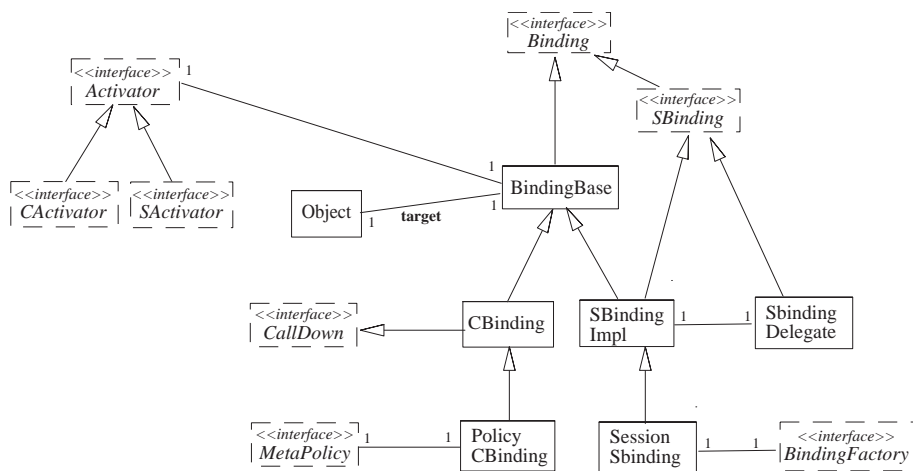 <<interface>>
Binding
<<interface>>
Activator
1
<<interface>>
SBinding
<<interface>>
CActivator
<<interface>>
SActivator
1
BindingBase
1
Object
1
target
<<interface>>
CallDown
CBinding
SBinding
Impl
1
1
Sbinding
Delegate
<<interface>>
MetaPolicy
1
1
Policy
CBinding
Session
Sbinding
1
1
<<interface>>
BindingFactory